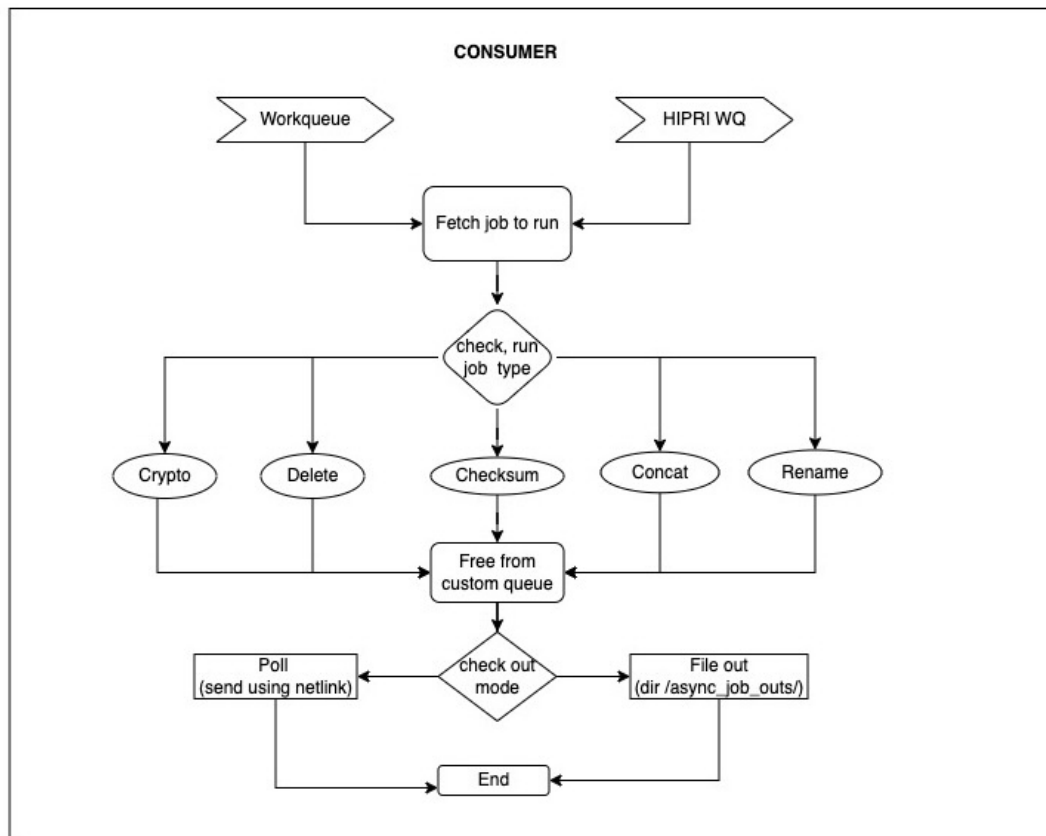 CONSUMER
Workqueue
HIPRI WQ
Fetch job to run
check, run
job type
Crypto
Delete
Checksum
Concat
Rename
Free from
custom queue
Poll
(send using netlink)
check out
mode
File out
(dir /async_job_outs/)
End